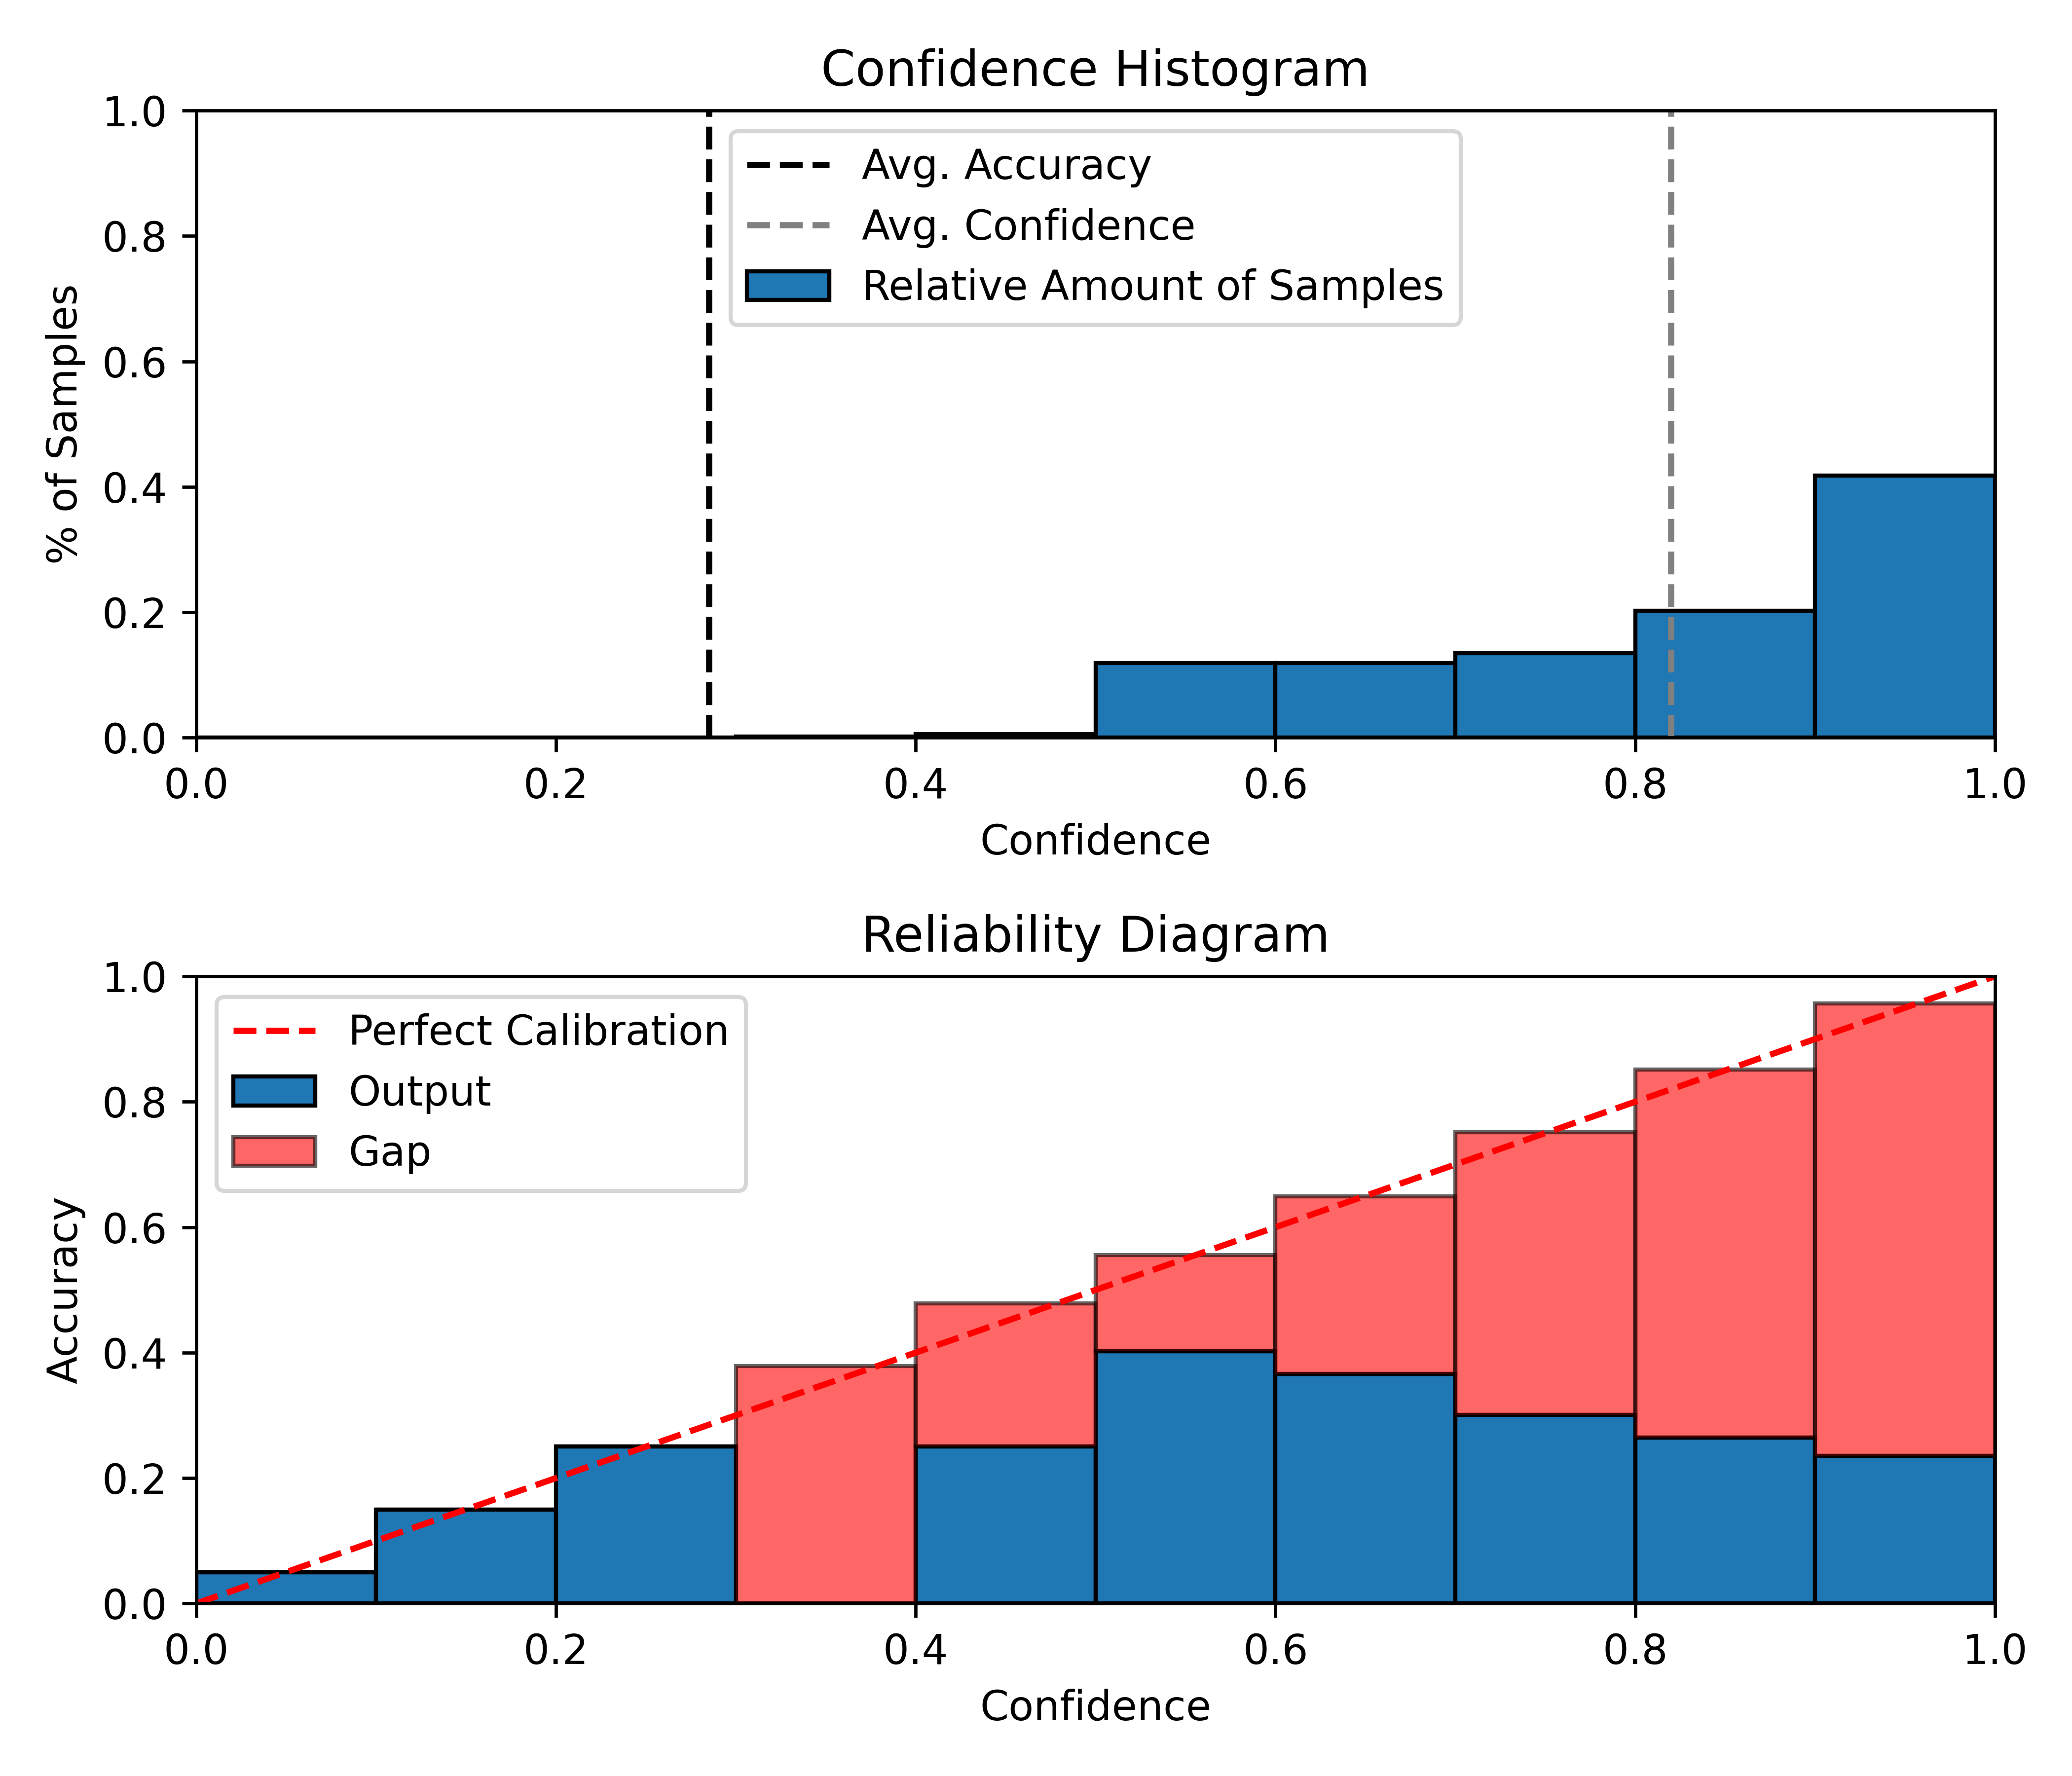 Confidence Histogram
1.0
0.8
0.6
0.4
0.2
0.0
% of Samples
Avg. Accuracy
Avg. Confidence
Relative Amount of Samples
0.0 0.2 0.4 0.6 0.8 1.0
Confidence
Reliability Diagram
1.0
0.8
0.6
0.4
0.2
0.0
Accuracy
Perfect Calibration
Output
Gap
0.0 0.2 0.4 0.6 0.8 1.0
Confidence